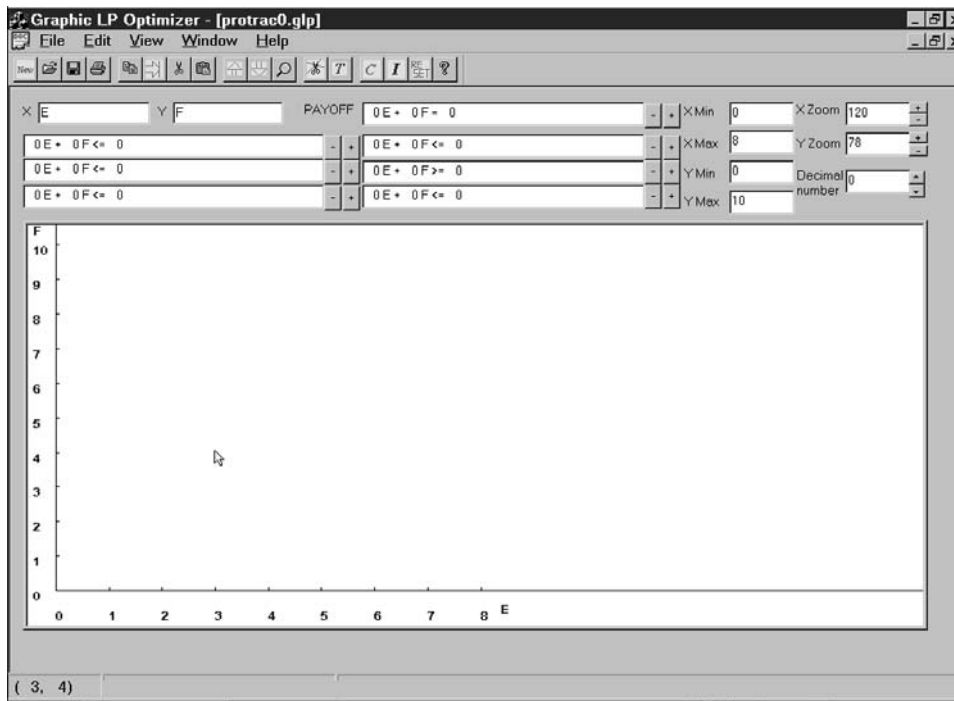 Graphic LP Optimizer - [protrac0.glp]
File Edit View Window Help
New T C I RESET ?
X E Y F PAYOFF 0E+ 0F= 0 - + X Min 0 X Zoom 120 + -
0E+ 0F<= 0 - + 0E+ 0F<= 0 - + X Max 8 Y Zoom 78 + -
0E+ 0F<= 0 - + 0E+ 0F>= 0 - + Y Min 0 Decimal number 0
0E+ 0F<= 0 - + 0E+ 0F<= 0 - + Y Max 10
F
10
9
8
7
6
5
4
3
2
1
0
0 1 2 3 4 5 6 7 8 E
( 3, 4)